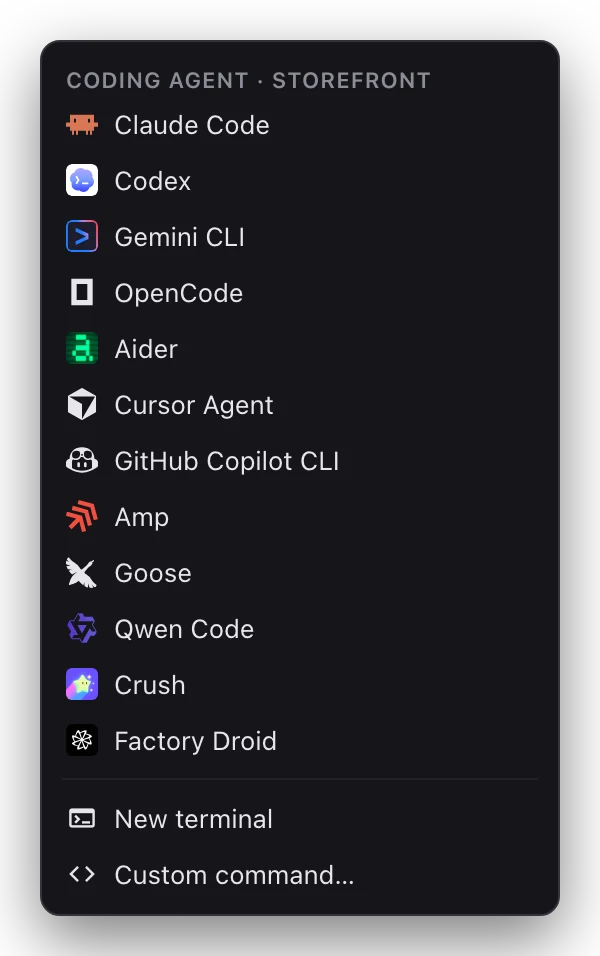 CODING AGENT · STOREFRONT
Claude Code
Codex
Gemini CLI
OpenCode
Aider
Cursor Agent
GitHub Copilot CLI
Amp
Goose
Qwen Code
Crush
Factory Droid
New terminal
Custom command...